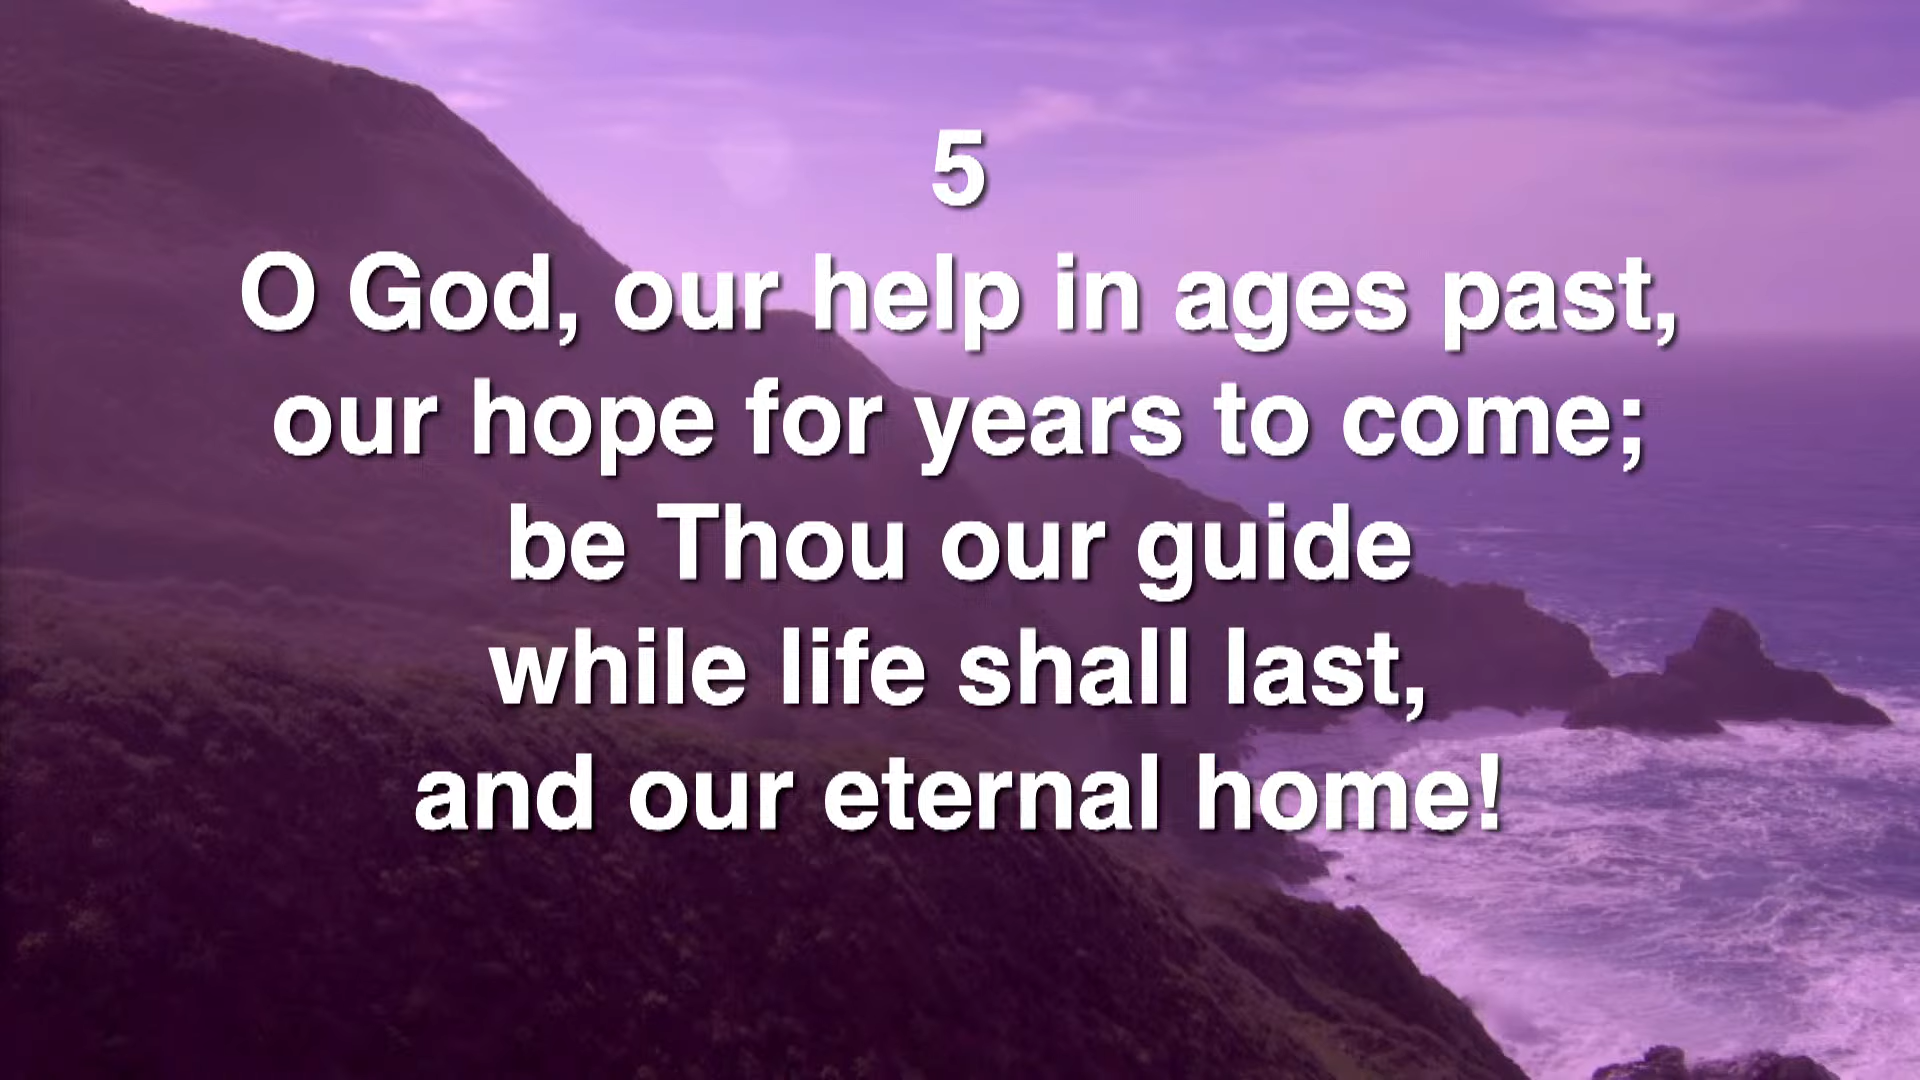 5
O God, our help in ages past,
our hope for years to come;
be Thou our guide
while life shall last,
and our eternal home!